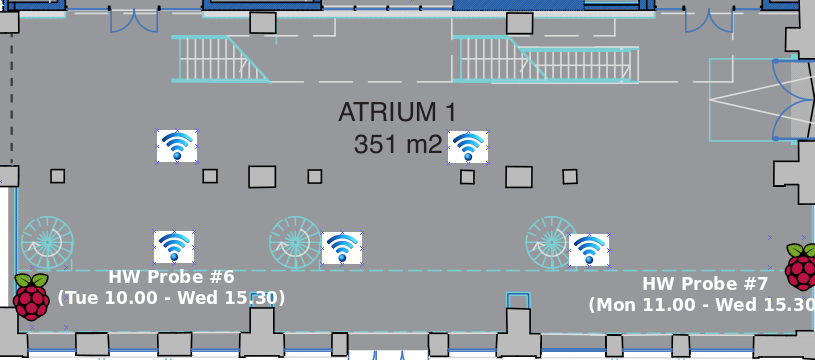 ATRIUM 1
351 m2
HW Probe #6
(Tue 10.00 - Wed 15.30)
HW Probe #7
(Mon 11.00 - Wed 15.30